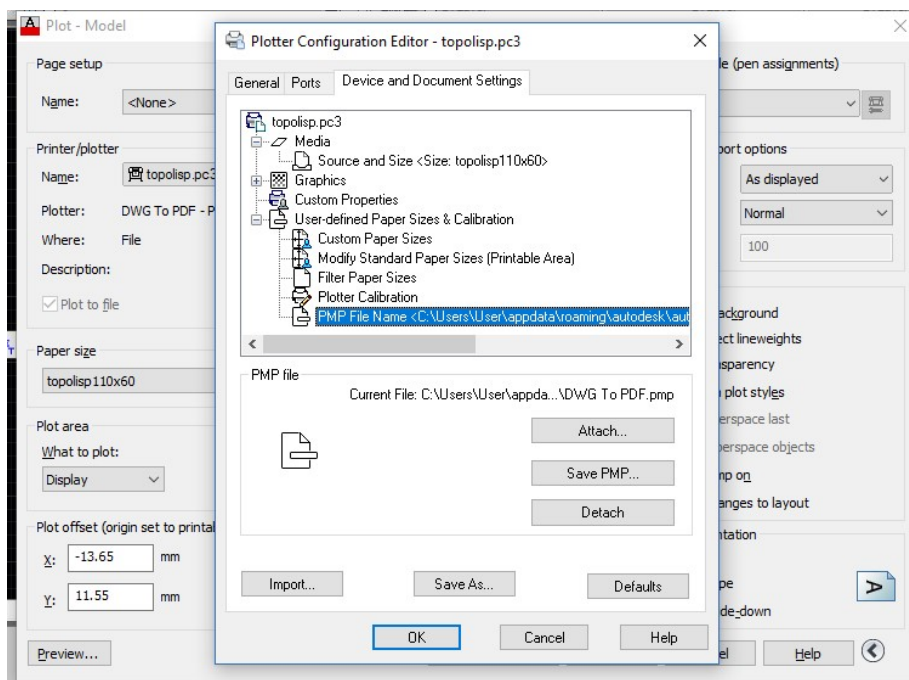 Plot - Model
Page setup
Name: <None>
Printer/plotter
Name: topolisp.pc3
Plotter: DWG To PDF - P
Where: File
Description:
Plot to file
Paper size
topolisp110x60
Plot area
What to plot:
Display
Plot offset (origin set to printal
X: -13.65 mm
Y: 11.55 mm
Preview...
Plotter Configuration Editor - topolisp.pc3
General Ports Device and Document Settings
topolisp.pc3
Media
Source and Size <Size: topolisp110x60>
Graphics
Custom Properties
User-defined Paper Sizes & Calibration
Custom Paper Sizes
Modify Standard Paper Sizes (Printable Area)
Filter Paper Sizes
Plotter Calibration
PMP File Name <C:\Users\User\appdata\roaming\autodesk\aut
PMP file
Current File: C:\Users\User\appda...\DWG To PDF.pmp
Attach...
Save PMP...
Detach
Import... Save As... Defaults
OK Cancel Help
le (pen assignments)
port options
As displayed
Normal
100
ackground
ect lineweights
nsparency
plot styles
erspace last
erspace objects
mp on
anges to layout
ntation
pe
de-down
A
el Help